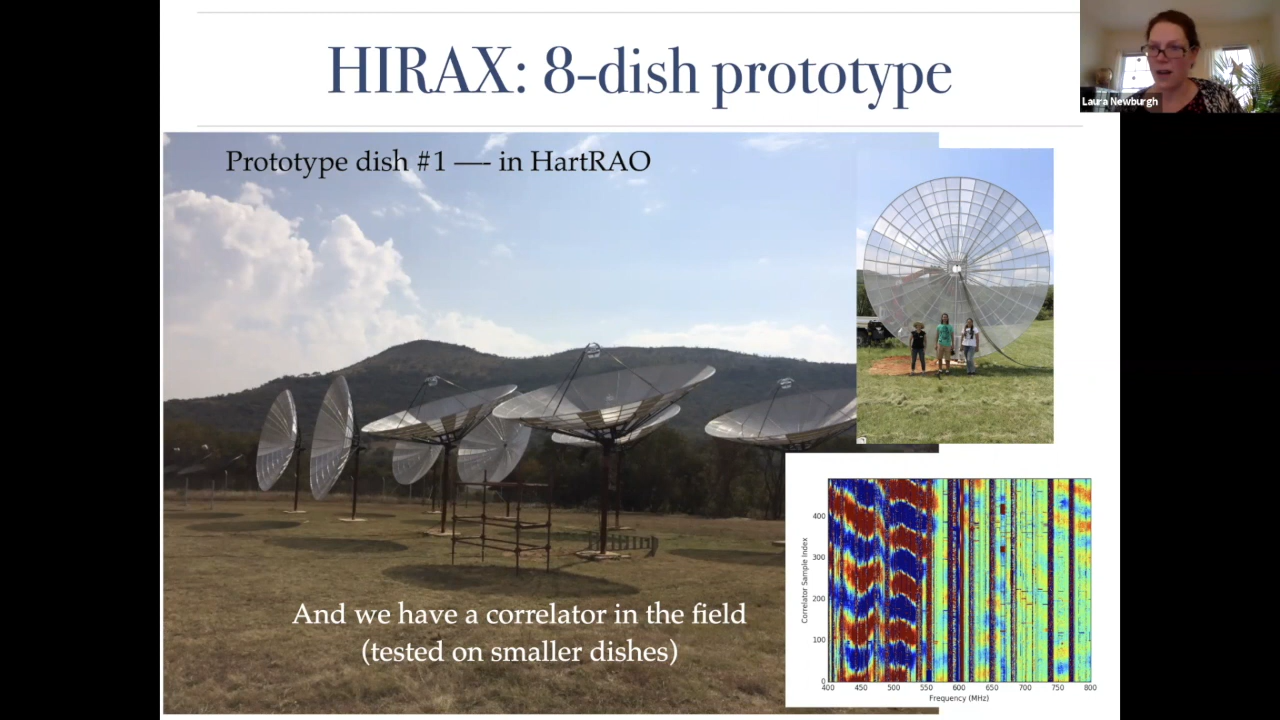 HIRAX: 8-dish prototype
Laura Newburgh
Prototype dish #1 —- in HartRAO
And we have a correlator in the field
(tested on smaller dishes)
Correlator Sample Index
400
300
200
100
0
400 450 500 550 600 650 700 750 800
Frequency (MHz)